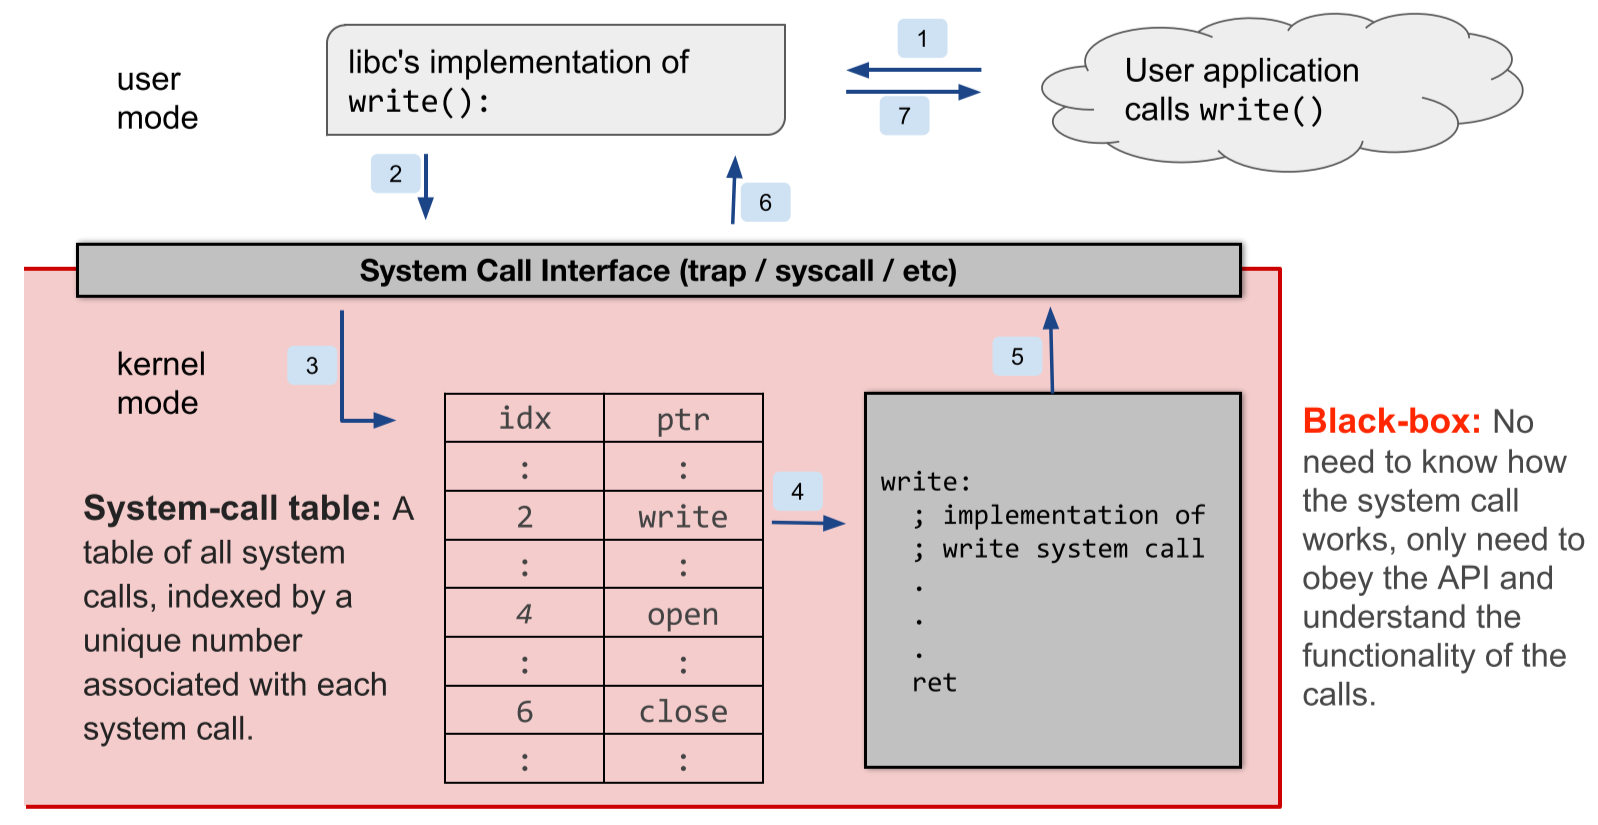 user
mode
libc's implementation of
write():
1
7
User application
calls write()
2
6
System Call Interface (trap / syscall / etc)
kernel
mode
3
5
System-call table: A
table of all system
calls, indexed by a
unique number
associated with each
system call.
idx ptr
: :
2 write
: :
4 open
: :
6 close
: :
4
write:
; implementation of
; write system call
.
.
.
ret
Black-box: No
need to know how
the system call
works, only need to
obey the API and
understand the
functionality of the
calls.